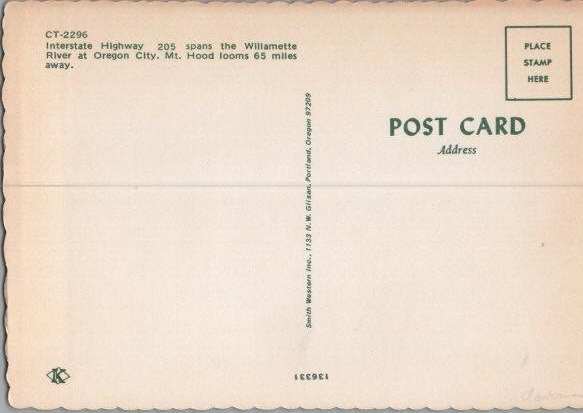 CT-2296
Interstate Highway 205 spans the Willamette
River at Oregon City. Mt. Hood looms 65 miles
away.
PLACE
STAMP
HERE
POST CARD
Address
Smith Western Inc., 1133 N.W. Glisan, Portland, Oregon 97209
K
136331